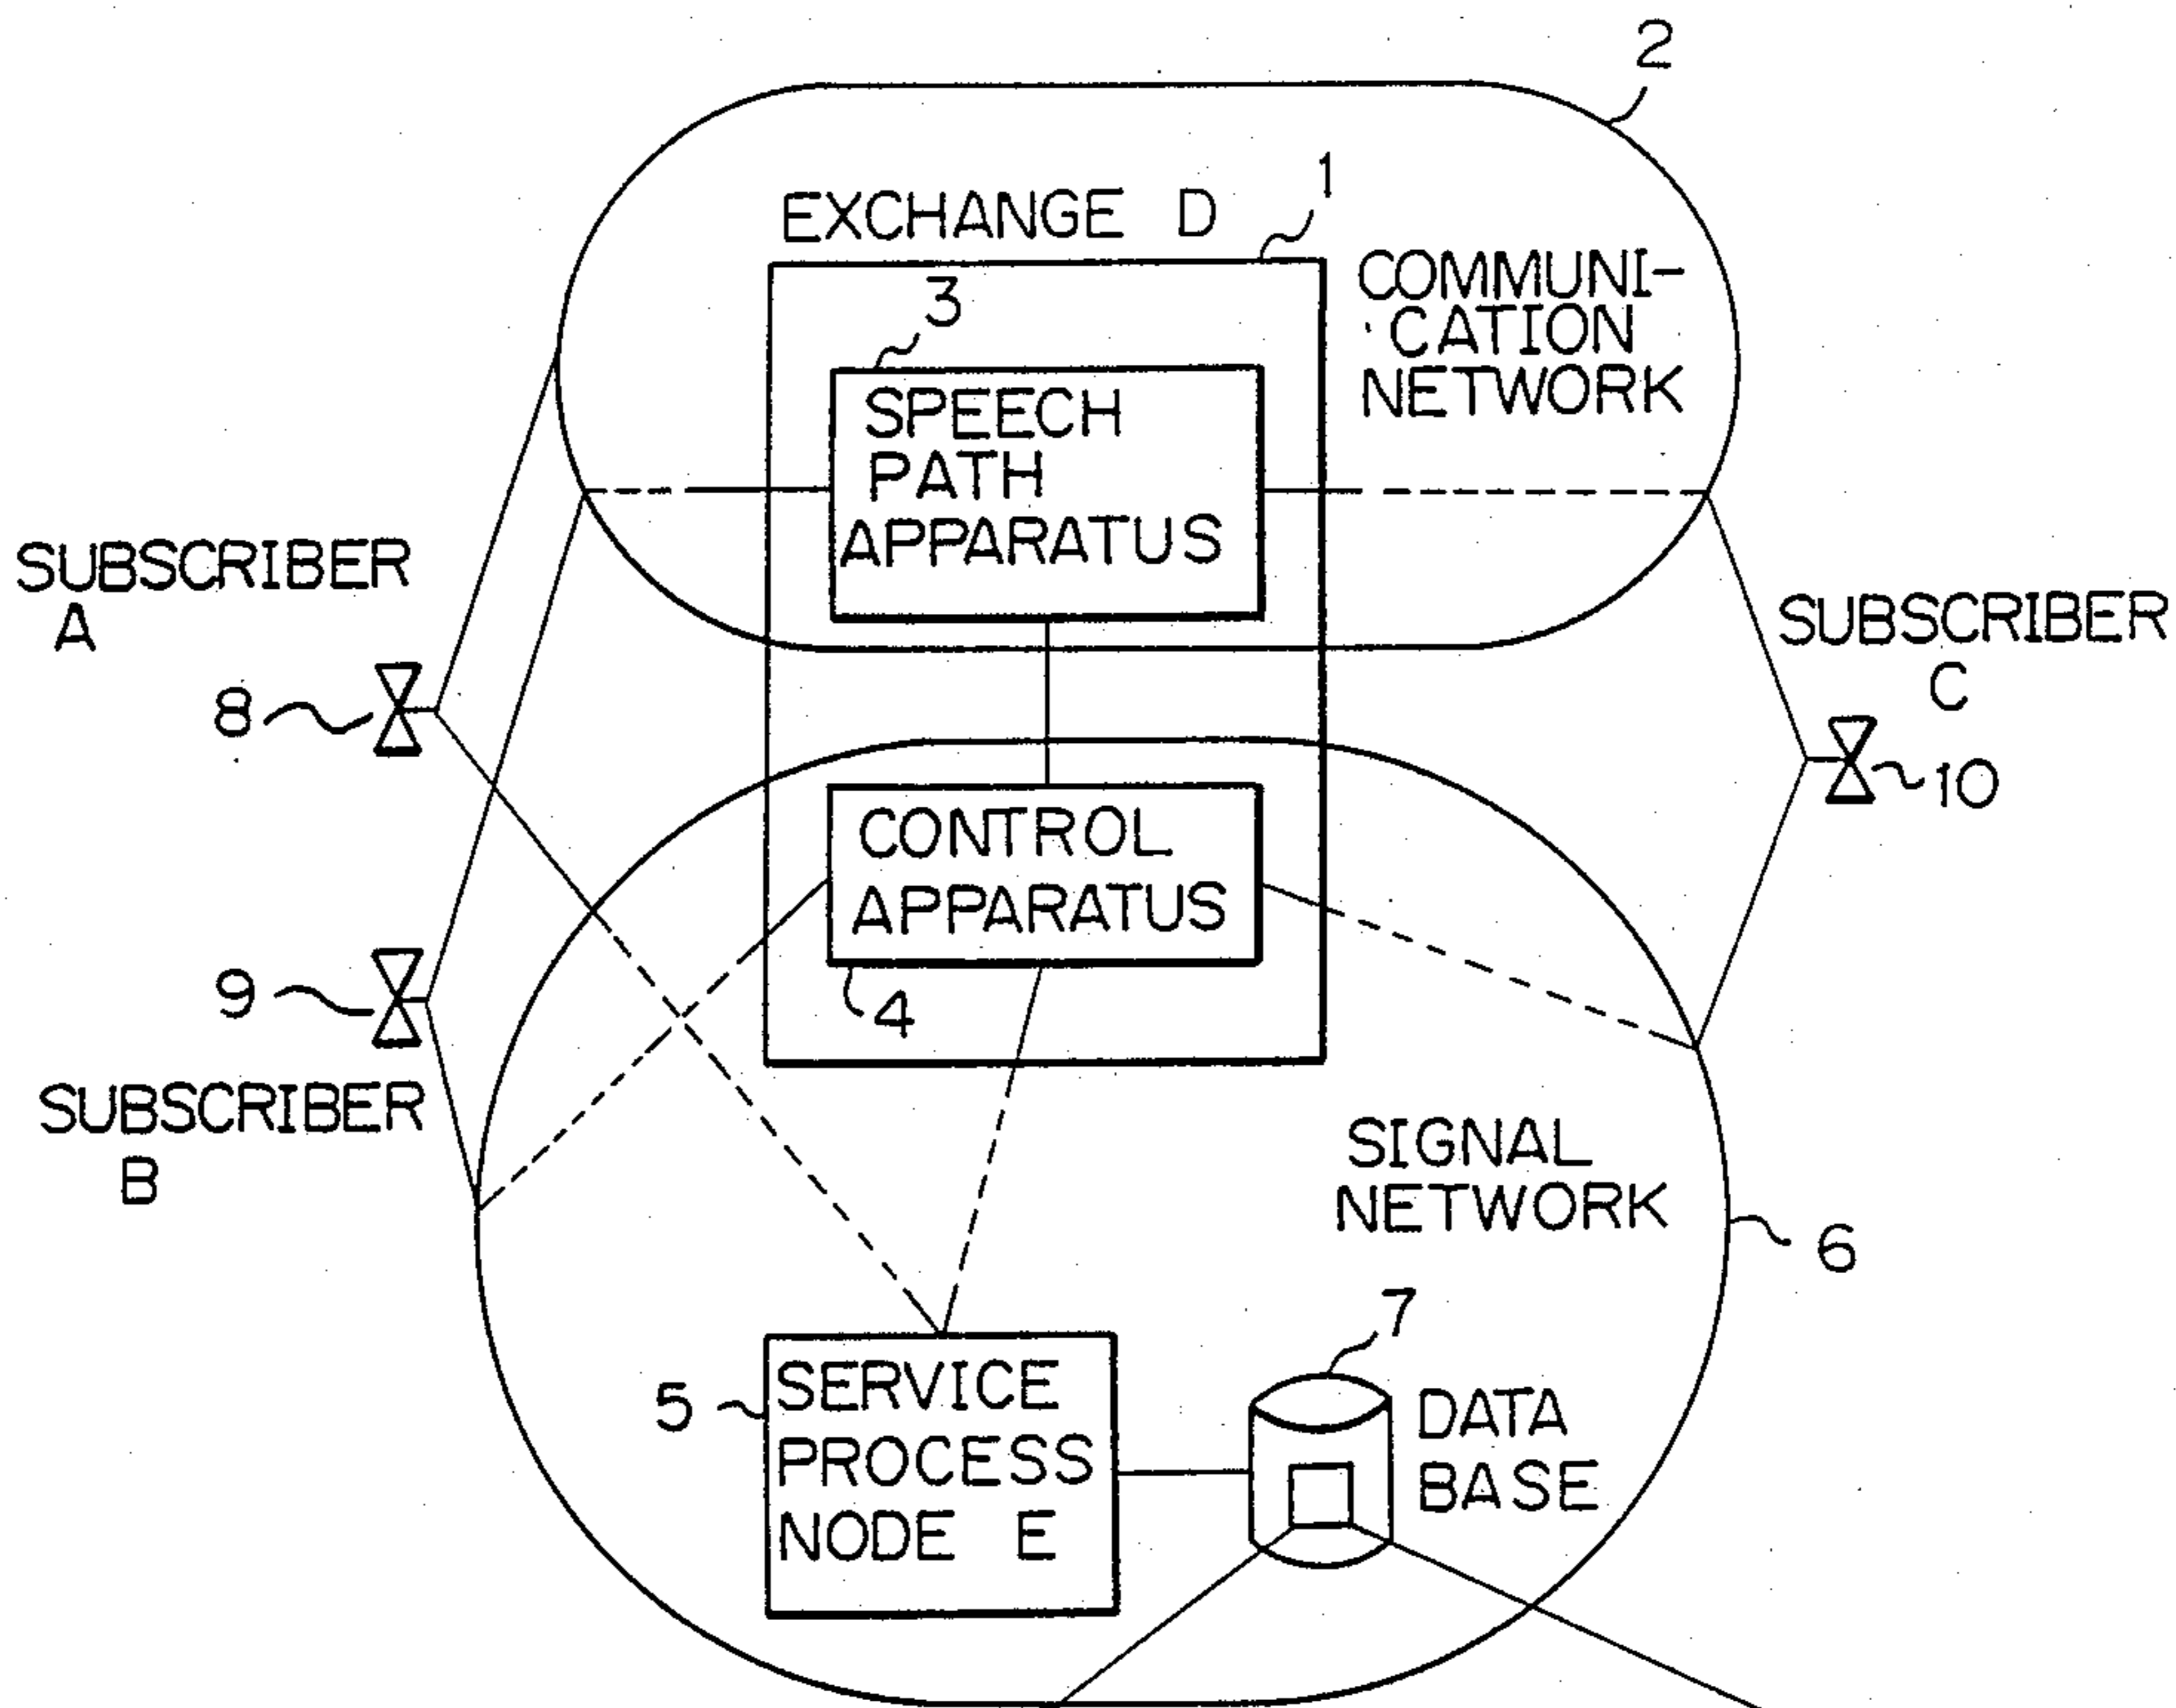 2
EXCHANGE D
1
COMMUNI-
CATION
NETWORK
3
SPEECH
PATH
APPARATUS
SUBSCRIBER
A
8
SUBSCRIBER
C
10
CONTROL
APPARATUS
4
9
SUBSCRIBER
B
SIGNAL
NETWORK
6
7
5
SERVICE
PROCESS
NODE E
DATA
BASE